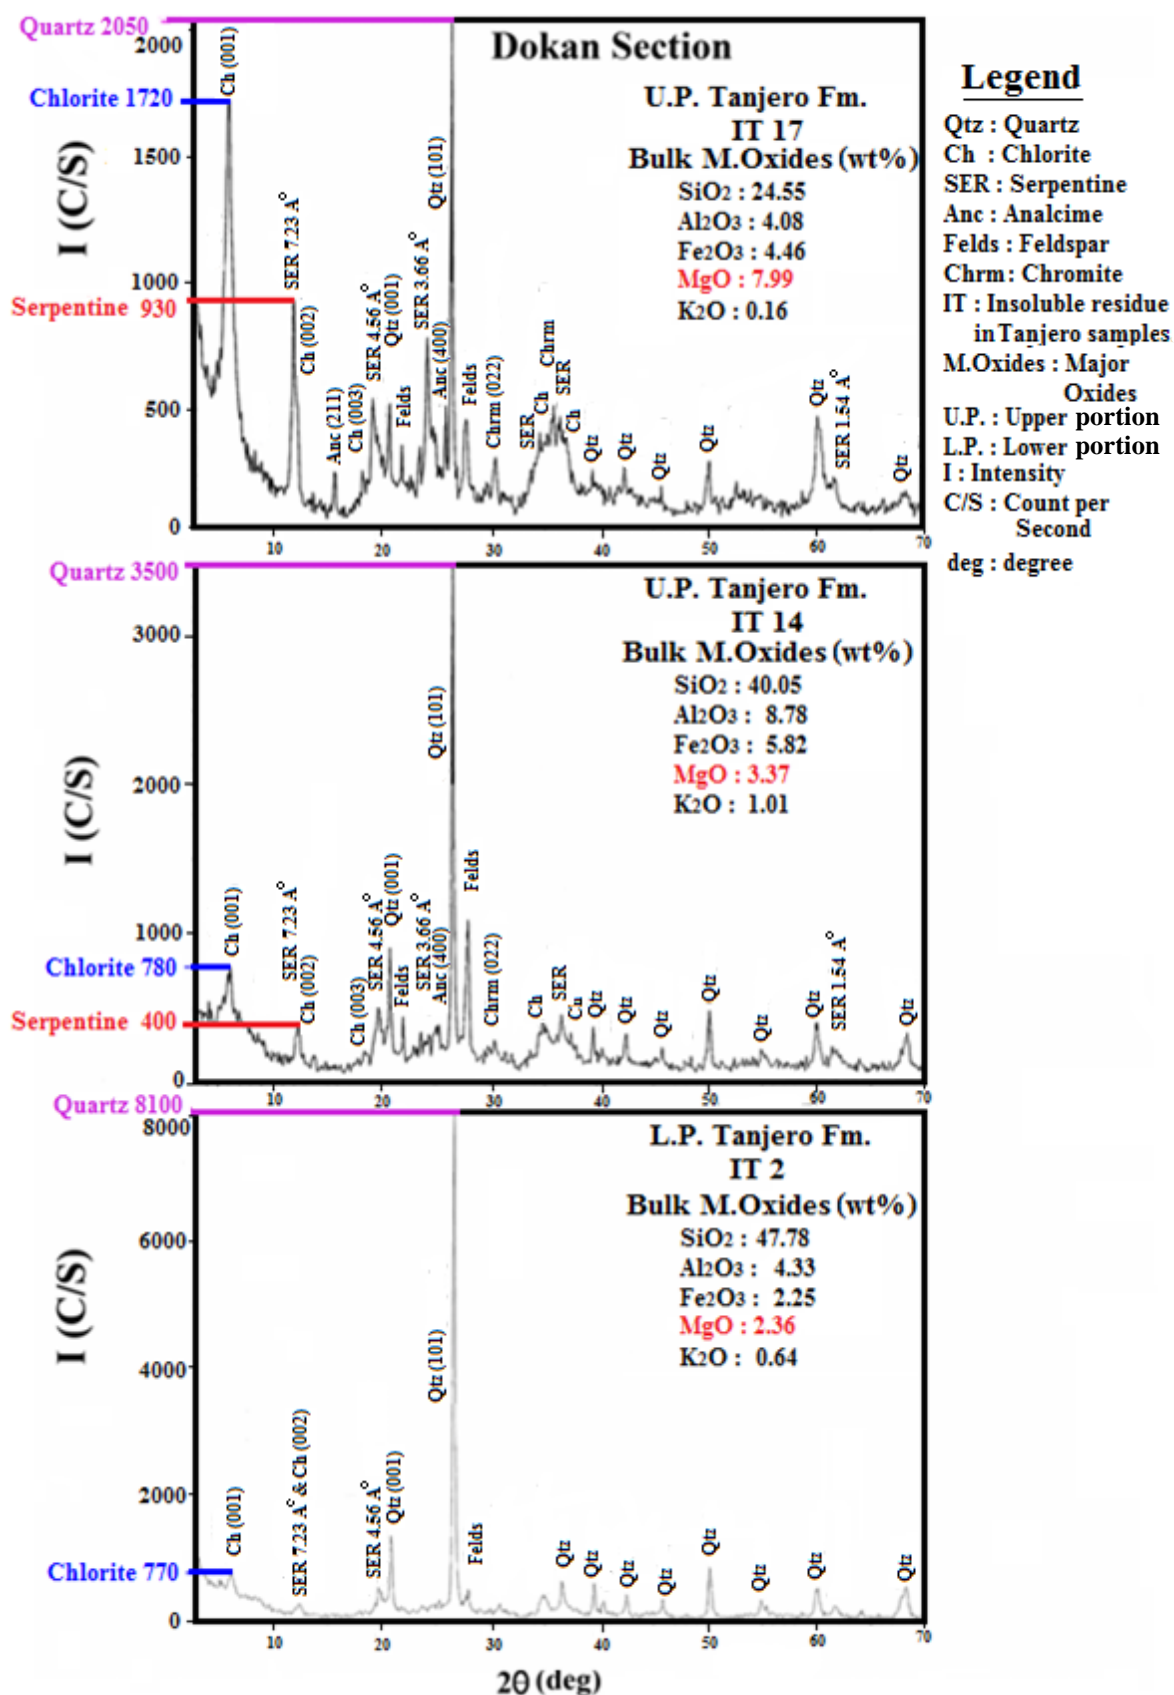 Dokan Section
Quartz 2050
2000
Chlorite 1720
1500
1000
Serpentine 930
500
0
I (C/S)
Ch (001)
SER 7.23 A°
Ch (002)
Anc (211)
Ch (003)
SER 4.56 A°
Qtz (001)
Felds
SER 3.66 A°
Anc (400)
Qtz (101)
Felds
Chrm (022)
SER
Ch
Chrm
SER
Ch
Qtz
Qtz
Qtz
Qtz
Qtz
SER 1.54 A°
Qtz
U.P. Tanjero Fm.
IT 17
Bulk M.Oxides (wt%)
SiO2 : 24.55
Al2O3 : 4.08
Fe2O3 : 4.46
MgO : 7.99
K2O : 0.16
10 20 30 40 50 60 70
Legend
Qtz : Quartz
Ch : Chlorite
SER : Serpentine
Anc : Analcime
Felds : Feldspar
Chrm : Chromite
IT : Insoluble residue
in Tanjero samples
M.Oxides : Major
Oxides
U.P. : Upper portion
L.P. : Lower portion
I : Intensity
C/S : Count per
Second
deg : degree
Quartz 3500
3000
2000
1000
Chlorite 780
Serpentine 400
0
I (C/S)
Ch (001)
SER 7.23 A°
Ch (002)
Ch (003)
SER 4.56 A°
Qtz (001)
Felds
SER 3.66 A°
Anc (400)
Qtz (101)
Felds
Chrm (022)
Ch
SER
Cu
Qtz
Qtz
Qtz
Qtz
Qtz
Qtz
SER 1.54 A°
Qtz
U.P. Tanjero Fm.
IT 14
Bulk M.Oxides (wt%)
SiO2 : 40.05
Al2O3 : 8.78
Fe2O3 : 5.82
MgO : 3.37
K2O : 1.01
10 20 30 40 50 60 70
Quartz 8100
8000
6000
4000
2000
Chlorite 770
0
I (C/S)
Ch (001)
SER 7.23 A° & Ch (002)
SER 4.56 A°
Qtz (001)
Qtz (101)
Felds
Qtz
Qtz
Qtz
Qtz
Qtz
Qtz
Qtz
Qtz
L.P. Tanjero Fm.
IT 2
Bulk M.Oxides (wt%)
SiO2 : 47.78
Al2O3 : 4.33
Fe2O3 : 2.25
MgO : 2.36
K2O : 0.64
10 20 30 40 50 60 70
2θ (deg)